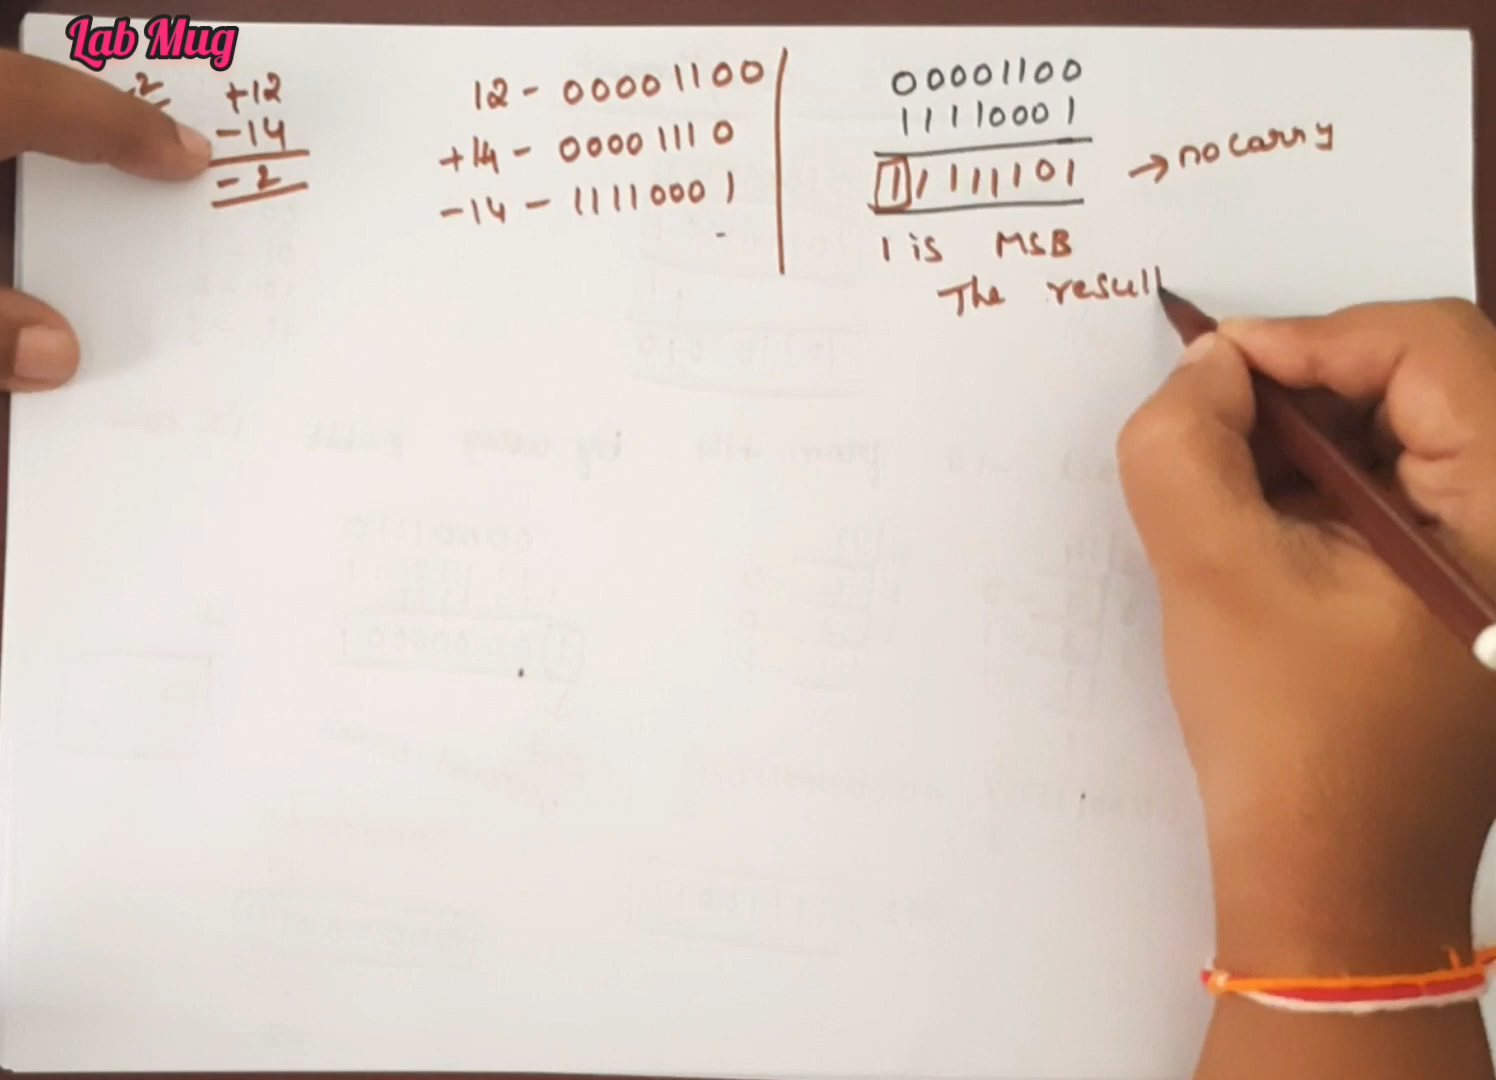 Lab Mug
+12
-14
-2
12 - 00001100
+14 - 00001110
-14 - 11110001
00001100
11110001
11111101 → no carry
1 is MSB
The result